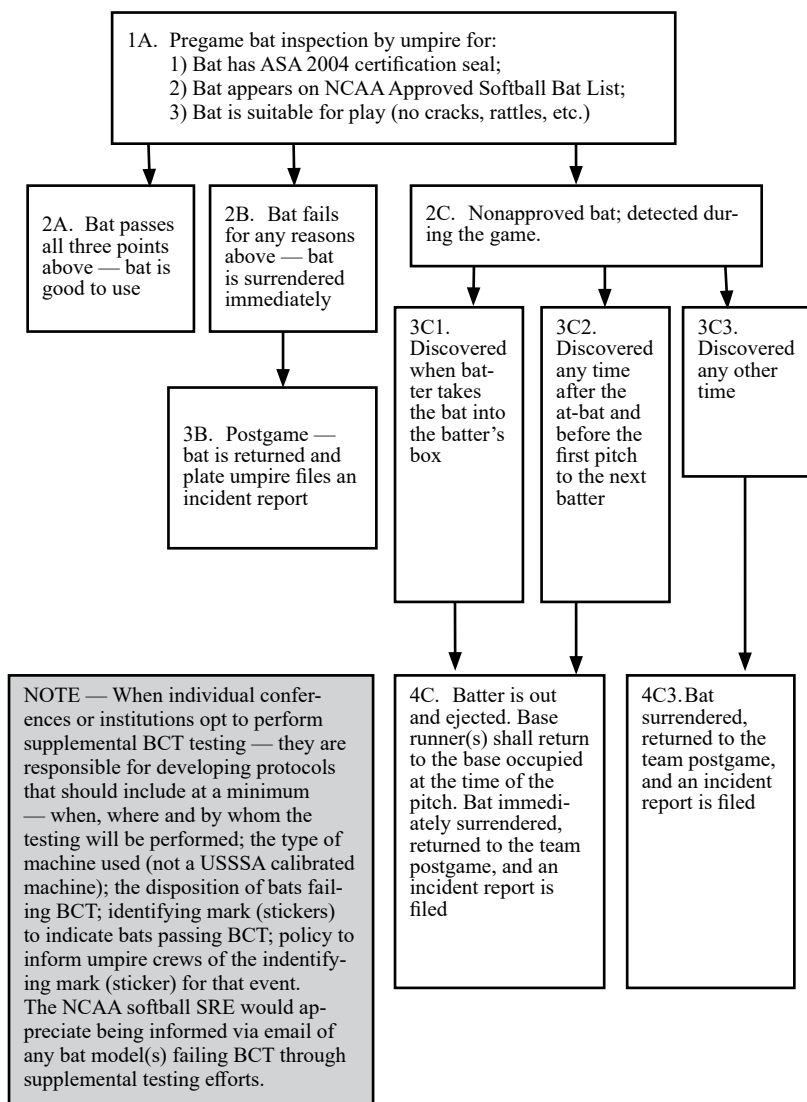 1A. Pregame bat inspection by umpire for:
1) Bat has ASA 2004 certification seal;
2) Bat appears on NCAA Approved Softball Bat List;
3) Bat is suitable for play (no cracks, rattles, etc.)
2A. Bat passes
all three points
above — bat is
good to use
2B. Bat fails
for any reasons
above — bat
is surrendered
immediately
2C. Nonapproved bat; detected dur-
ing the game.
3B. Postgame —
bat is returned and
plate umpire files an
incident report
3C1.
Discovered
when bat-
ter takes
the bat into
the batter’s
box
3C2.
Discovered
any time
after the
at-bat and
before the
first pitch
to the next
batter
3C3.
Discovered
any other
time
NOTE — When individual confer-
ences or institutions opt to perform
supplemental BCT testing — they are
responsible for developing protocols
that should include at a minimum
— when, where and by whom the
testing will be performed; the type of
machine used (not a USSSA calibrated
machine); the disposition of bats fail-
ing BCT; identifying mark (stickers)
to indicate bats passing BCT; policy to
inform umpire crews of the indentify-
ing mark (sticker) for that event.
The NCAA softball SRE would ap-
preciate being informed via email of
any bat model(s) failing BCT through
supplemental testing efforts.
4C. Batter is out
and ejected. Base
runner(s) shall return
to the base occupied
at the time of the
pitch. Bat immedi-
ately surrendered,
returned to the team
postgame, and an
incident report is
filed
4C3.Bat
surrendered,
returned to the
team postgame,
and an incident
report is filed